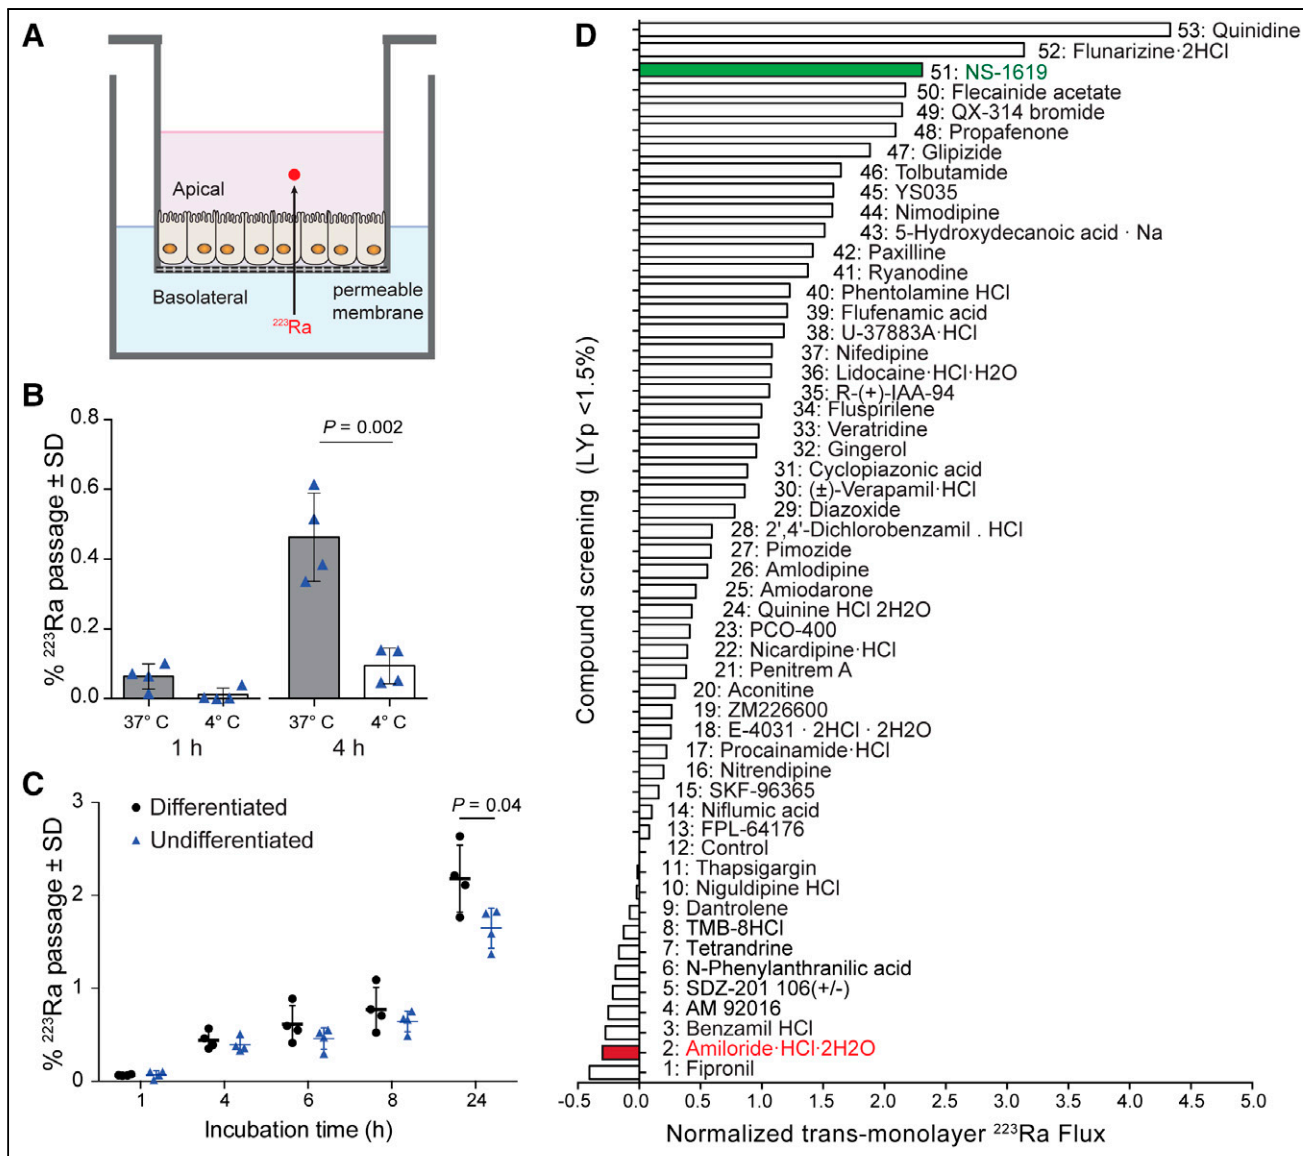 A
Apical
Basolateral
permeable
membrane
²²³Ra
B
% ²²³Ra passage ± SD
0.8
0.6
0.4
0.2
0.0
P = 0.002
37° C
4° C
37° C
4° C
1 h
4 h
C
% ²²³Ra passage ± SD
3
2
1
0
Differentiated
Undifferentiated
P = 0.04
1
4
6
8
24
Incubation time (h)
D
Compound screening (LYp <1.5%)
53: Quinidine
52: Flunarizine·2HCl
51: NS-1619
50: Flecainide acetate
49: QX-314 bromide
48: Propafenone
47: Glipizide
46: Tolbutamide
45: YS035
44: Nimodipine
43: 5-Hydroxydecanoic acid · Na
42: Paxilline
41: Ryanodine
40: Phentolamine HCl
39: Flufenamic acid
38: U-37883A·HCl
37: Nifedipine
36: Lidocaine·HCl·H2O
35: R-(+)-IAA-94
34: Fluspirilene
33: Veratridine
32: Gingerol
31: Cyclopiazonic acid
30: (±)-Verapamil·HCl
29: Diazoxide
28: 2',4'-Dichlorobenzamil . HCl
27: Pimozide
26: Amlodipine
25: Amiodarone
24: Quinine HCl 2H2O
23: PCO-400
22: Nicardipine·HCl
21: Penitrem A
20: Aconitine
19: ZM226600
18: E-4031 · 2HCl · 2H2O
17: Procainamide·HCl
16: Nitrendipine
15: SKF-96365
14: Niflumic acid
13: FPL-64176
12: Control
11: Thapsigargin
10: Niguldipine HCl
9: Dantrolene
8: TMB-8HCl
7: Tetrandrine
6: N-Phenylanthranilic acid
5: SDZ-201 106(+/-)
4: AM 92016
3: Benzamil HCl
2: Amiloride·HCl·2H2O
1: Fipronil
-0.5 0.0 0.5 1.0 1.5 2.0 2.5 3.0 3.5 4.0 4.5 5.0
Normalized trans-monolayer ²²³Ra Flux